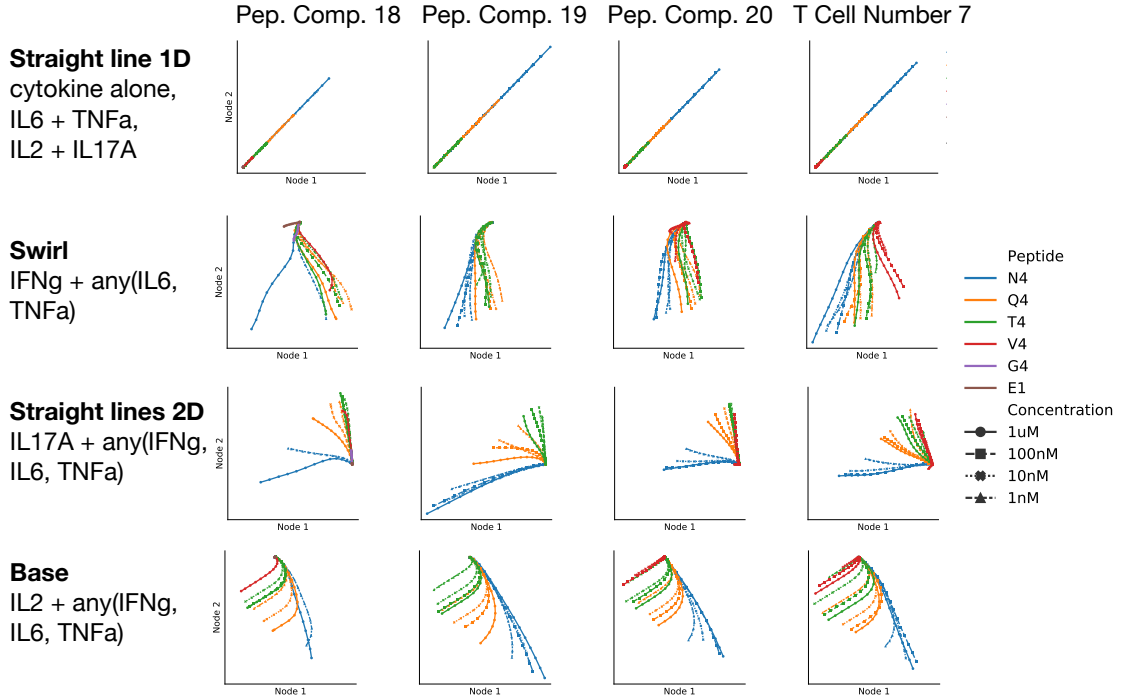 Pep. Comp. 18 Pep. Comp. 19 Pep. Comp. 20 T Cell Number 7
Straight line 1D
cytokine alone,
IL6 + TNFa,
IL2 + IL17A
Node 2
Node 1 Node 1 Node 1 Node 1
Swirl
IFNg + any(IL6,
TNFa)
Node 2
Node 1 Node 1 Node 1 Node 1
Straight lines 2D
IL17A + any(IFNg,
IL6, TNFa)
Node 2
Node 1 Node 1 Node 1 Node 1
Base
IL2 + any(IFNg,
IL6, TNFa)
Node 2
Node 1 Node 1 Node 1 Node 1
Peptide
N4
Q4
T4
V4
G4
E1
Concentration
1uM
100nM
10nM
1nM